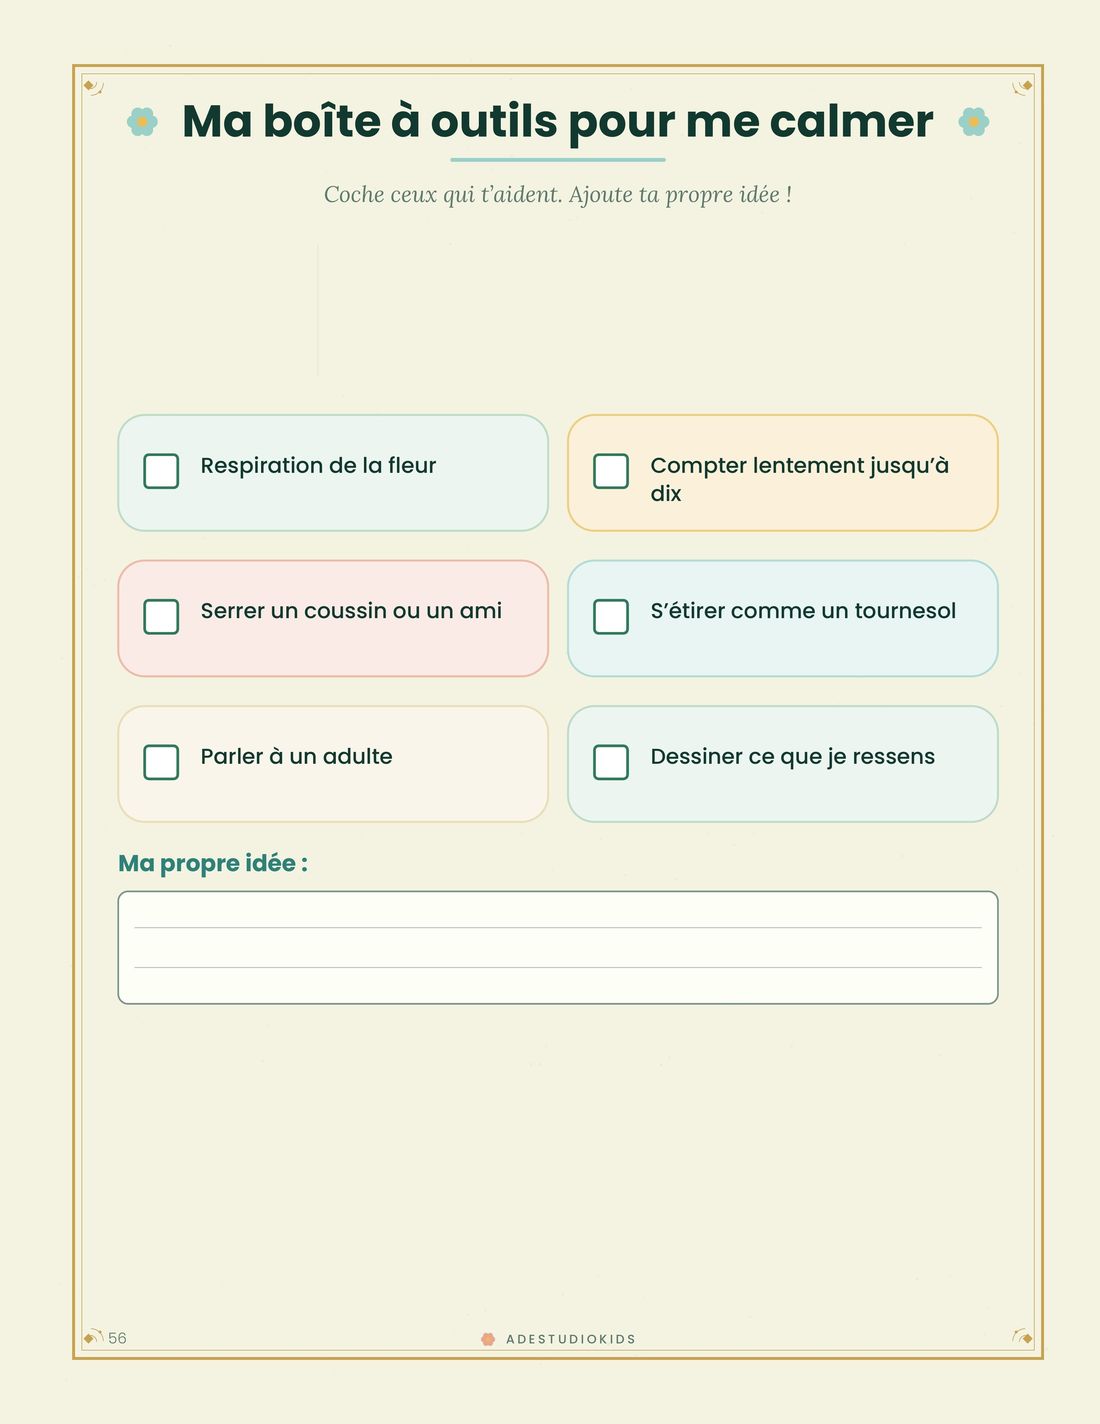 Ma boîte à outils pour me calmer
Coche ceux qui t’aident. Ajoute ta propre idée !
Respiration de la fleur
Compter lentement jusqu’à
dix
Serrer un coussin ou un ami
S’étirer comme un tournesol
Parler à un adulte
Dessiner ce que je ressens
Ma propre idée :
56
ADESTUDIOKIDS